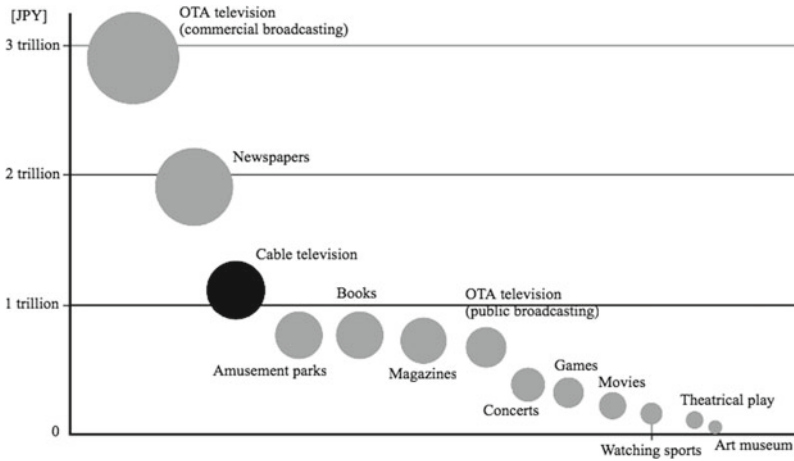 [JPY]
OTA television
(commercial broadcasting)
3 trillion
Newspapers
2 trillion
Cable television
1 trillion
Books
OTA television
(public broadcasting)
Amusement parks
Magazines
Games
Movies
Concerts
Theatrical play
0
Watching sports
Art museum